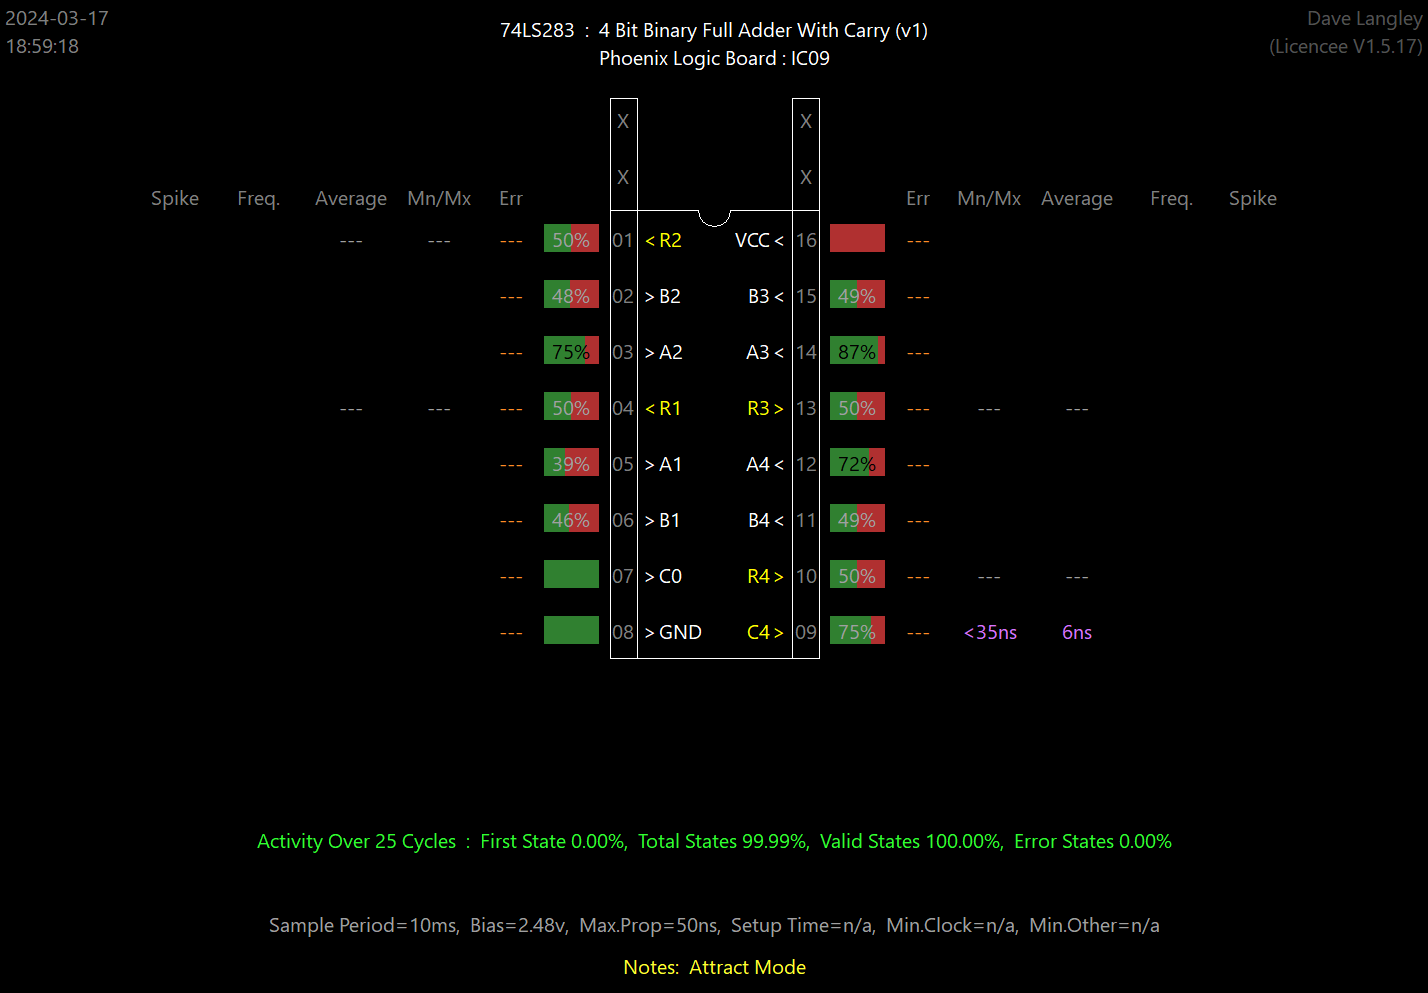 2024-03-17
18:59:18
74LS283 : 4 Bit Binary Full Adder With Carry (v1)
Phoenix Logic Board : IC09
Dave Langley
(Licencee V1.5.17)
X X
X X
Spike Freq. Average Mn/Mx Err Err Mn/Mx Average Freq. Spike
--- --- --- 50% 01 < R2 VCC < 16 ---
--- 48% 02 > B2 B3 < 15 49% ---
--- 75% 03 > A2 A3 < 14 87% ---
--- --- --- 50% 04 < R1 R3 > 13 50% --- --- ---
--- 39% 05 > A1 A4 < 12 72% ---
--- 46% 06 > B1 B4 < 11 49% ---
--- 07 > C0 R4 > 10 50% --- --- ---
--- 08 > GND C4 > 09 75% --- <35ns 6ns
Activity Over 25 Cycles : First State 0.00%, Total States 99.99%, Valid States 100.00%, Error States 0.00%
Sample Period=10ms, Bias=2.48v, Max.Prop=50ns, Setup Time=n/a, Min.Clock=n/a, Min.Other=n/a
Notes: Attract Mode